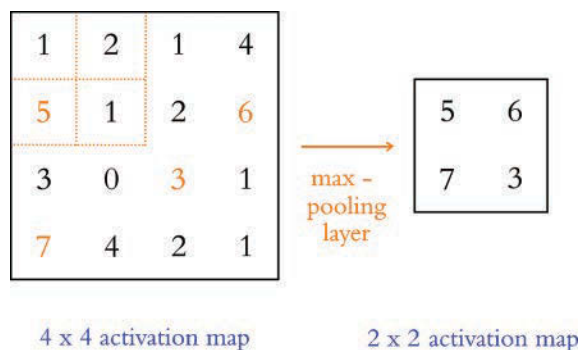 1 2 1 4
5 1 2 6
3 0 3 1
7 4 2 1
max -
pooling
layer
5 6
7 3
4 x 4 activation map
2 x 2 activation map